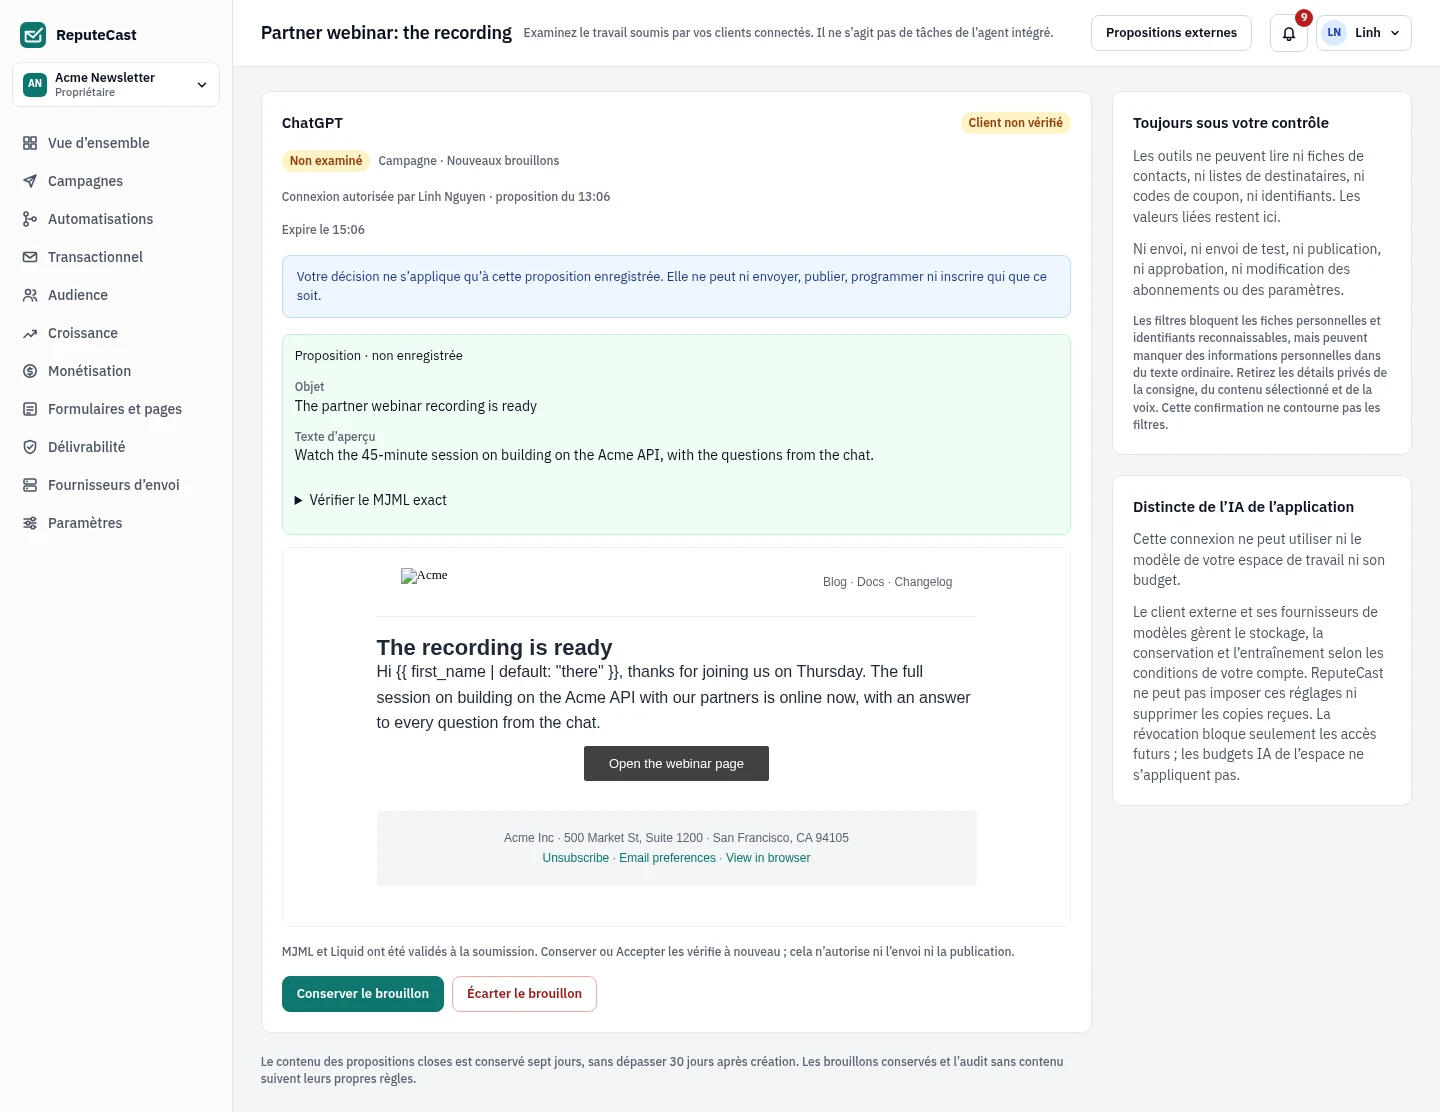 ReputeCast
AN
Acme Newsletter
Propriétaire
Vue d’ensemble
Campagnes
Automatisations
Transactionnel
Audience
Croissance
Monétisation
Formulaires et pages
Délivrabilité
Fournisseurs d’envoi
Paramètres
Partner webinar: the recording
Examinez le travail soumis par vos clients connectés. Il ne s’agit pas de tâches de l’agent intégré.
Propositions externes
9
LN
Linh
ChatGPT
Client non vérifié
Non examiné
Campagne · Nouveaux brouillons
Connexion autorisée par Linh Nguyen · proposition du 13:06
Expire le 15:06
Votre décision ne s’applique qu’à cette proposition enregistrée. Elle ne peut ni envoyer, publier, programmer ni inscrire qui que ce
soit.
Proposition · non enregistrée
Objet
The partner webinar recording is ready
Texte d’aperçu
Watch the 45-minute session on building on the Acme API, with the questions from the chat.
Vérifier le MJML exact
Acme
Blog · Docs · Changelog
The recording is ready
Hi {{ first_name | default: "there" }}, thanks for joining us on Thursday. The full
session on building on the Acme API with our partners is online now, with an answer
to every question from the chat.
Open the webinar page
Acme Inc · 500 Market St, Suite 1200 · San Francisco, CA 94105
Unsubscribe · Email preferences · View in browser
MJML et Liquid ont été validés à la soumission. Conserver ou Accepter les vérifie à nouveau ; cela n’autorise ni l’envoi ni la publication.
Conserver le brouillon
Écarter le brouillon
Le contenu des propositions closes est conservé sept jours, sans dépasser 30 jours après création. Les brouillons conservés et l’audit sans contenu
suivent leurs propres règles.
Toujours sous votre contrôle
Les outils ne peuvent lire ni fiches de
contacts, ni listes de destinataires, ni
codes de coupon, ni identifiants. Les
valeurs liées restent ici.
Ni envoi, ni envoi de test, ni publication,
ni approbation, ni modification des
abonnements ou des paramètres.
Les filtres bloquent les fiches personnelles et
identifiants reconnaissables, mais peuvent
manquer des informations personnelles dans
du texte ordinaire. Retirez les détails privés de
la consigne, du contenu sélectionné et de la
voix. Cette confirmation ne contourne pas les
filtres.
Distincte de l’IA de l’application
Cette connexion ne peut utiliser ni le
modèle de votre espace de travail ni son
budget.
Le client externe et ses fournisseurs de
modèles gèrent le stockage, la
conservation et l’entraînement selon les
conditions de votre compte. ReputeCast
ne peut pas imposer ces réglages ni
supprimer les copies reçues. La
révocation bloque seulement les accès
futurs ; les budgets IA de l’espace ne
s’appliquent pas.